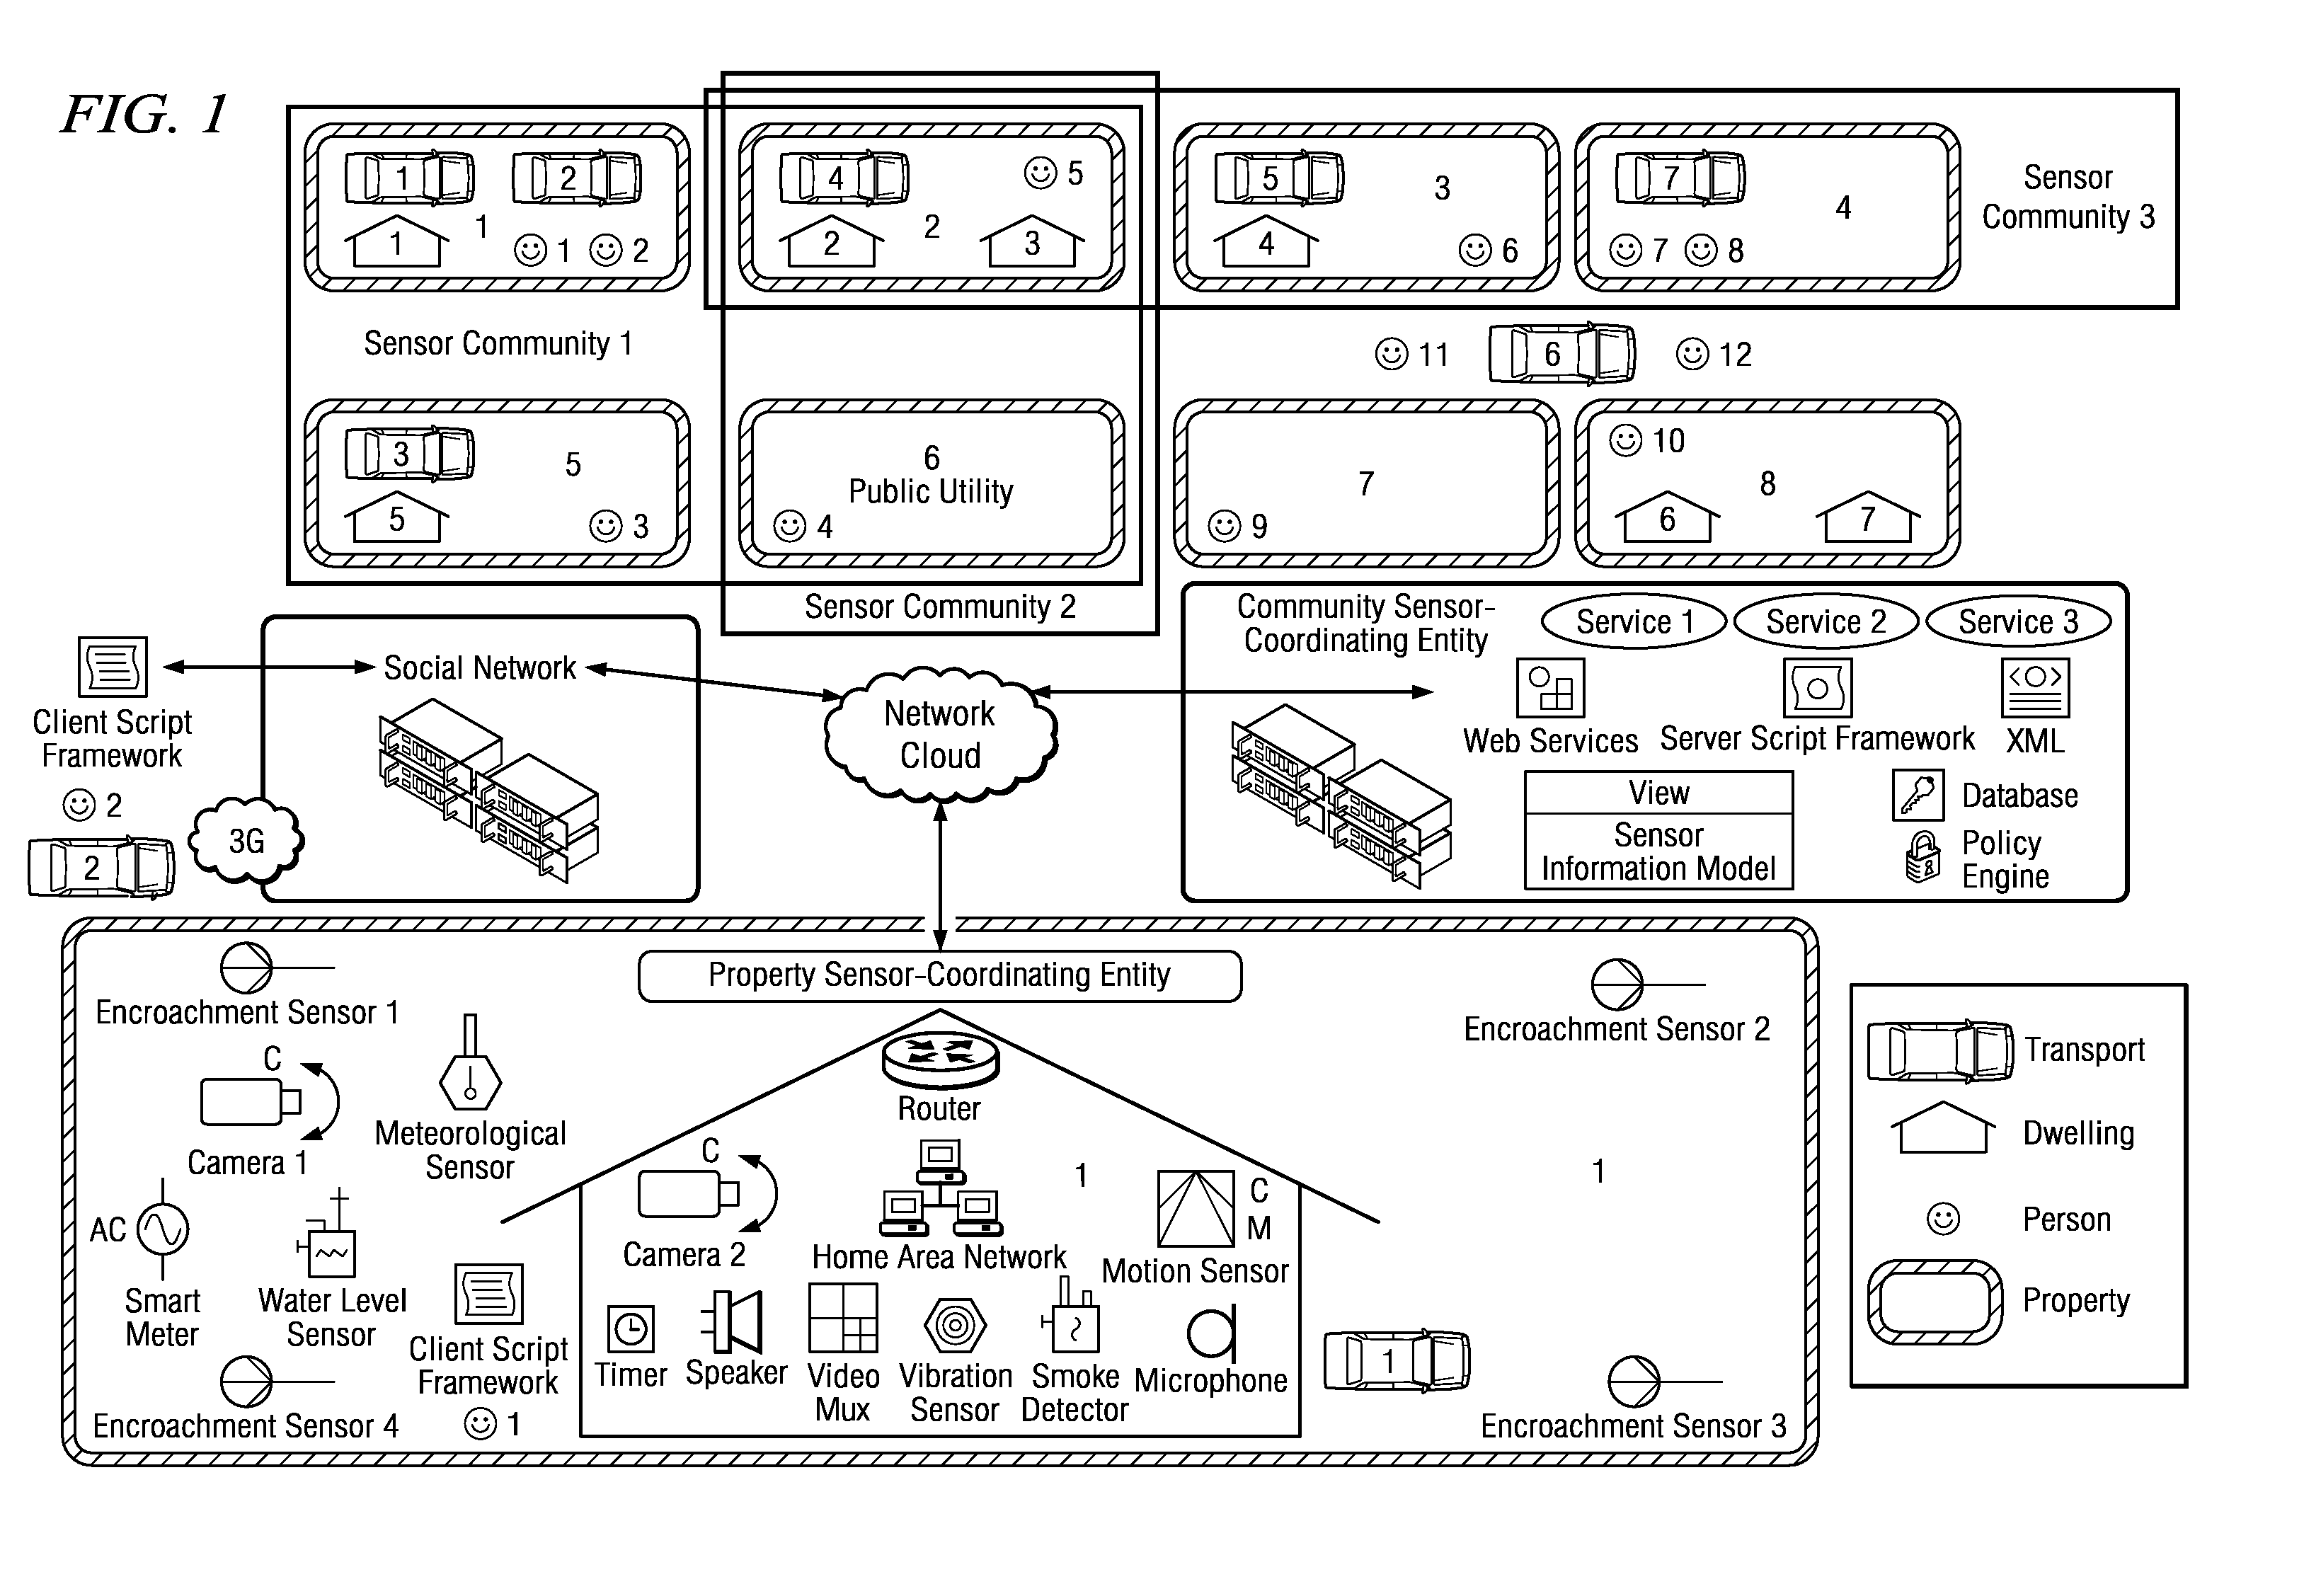 FIG. 1
1
2
1
1
1
2
4
5
2
2
3
5
3
4
6
7
4
7
8
Sensor
Community 3
Sensor Community 1
11
6
12
3
5
5
3
6
Public Utility
4
7
9
10
8
6
7
Sensor Community 2
Client Script
Framework
2
2
3G
Social Network
Network
Cloud
Community Sensor-
Coordinating Entity
Service 1
Service 2
Service 3
Web Services
Server Script Framework
XML
View
Sensor
Information Model
Database
Policy
Engine
Property Sensor-Coordinating Entity
Encroachment Sensor 1
Encroachment Sensor 2
C
Camera 1
Meteorological
Sensor
AC
Smart
Meter
Water Level
Sensor
Client Script
Framework
1
Encroachment Sensor 4
Router
C
Camera 2
Home Area Network
1
C
M
Motion Sensor
Timer
Speaker
Video
Mux
Vibration
Sensor
Smoke
Detector
Microphone
1
1
Encroachment Sensor 3
Transport
Dwelling
Person
Property